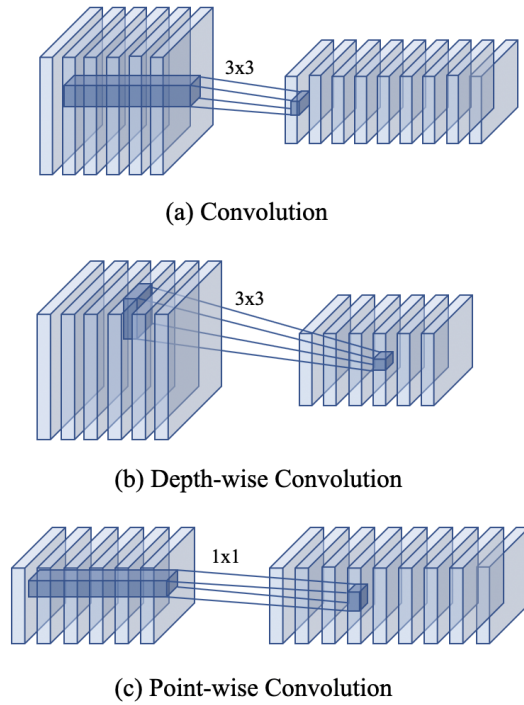 3x3
(a) Convolution
3x3
(b) Depth-wise Convolution
1x1
(c) Point-wise Convolution